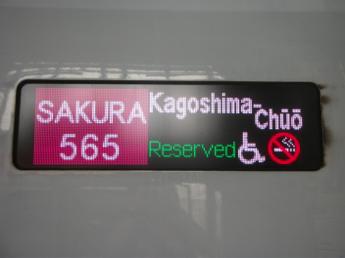 SAKURA
565
Kagoshima-
Chūō
Reserved